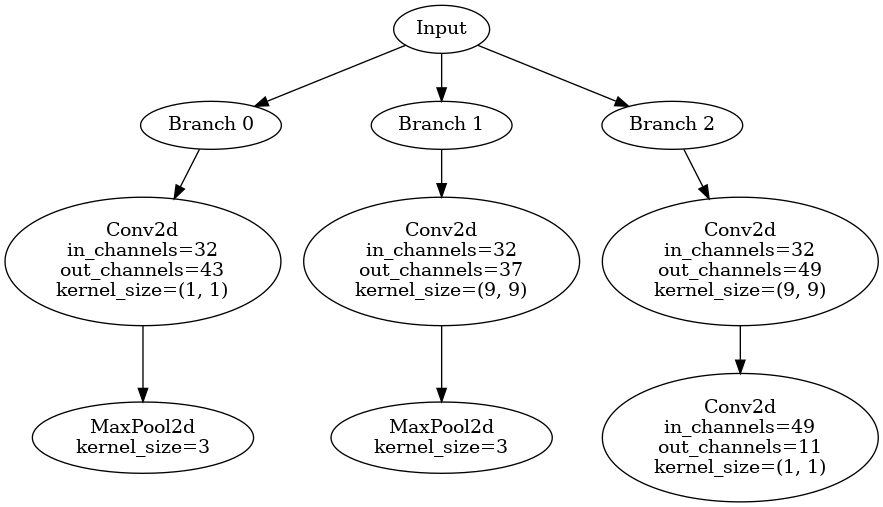 Input
Branch 0
Branch 1
Branch 2
Conv2d
in_channels=32
out_channels=43
kernel_size=(1, 1)
Conv2d
in_channels=32
out_channels=37
kernel_size=(9, 9)
Conv2d
in_channels=32
out_channels=49
kernel_size=(9, 9)
MaxPool2d
kernel_size=3
MaxPool2d
kernel_size=3
Conv2d
in_channels=49
out_channels=11
kernel_size=(1, 1)